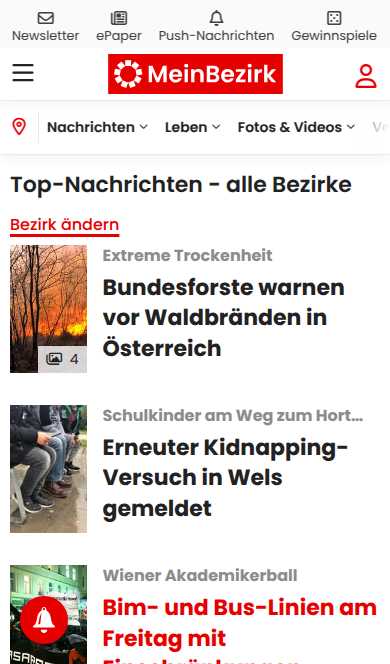 Newsletter ePaper Push-Nachrichten Gewinnspiele
MeinBezirk
Nachrichten Leben Fotos & Videos
Top-Nachrichten - alle Bezirke
Bezirk ändern
Extreme Trockenheit
Bundesforste warnen
vor Waldbränden in
Österreich
4
Schulkinder am Weg zum Hort...
Erneuter Kidnapping-
Versuch in Wels
gemeldet
Wiener Akademikerball
Bim- und Bus-Linien am
Freitag mit
Einschränkungen